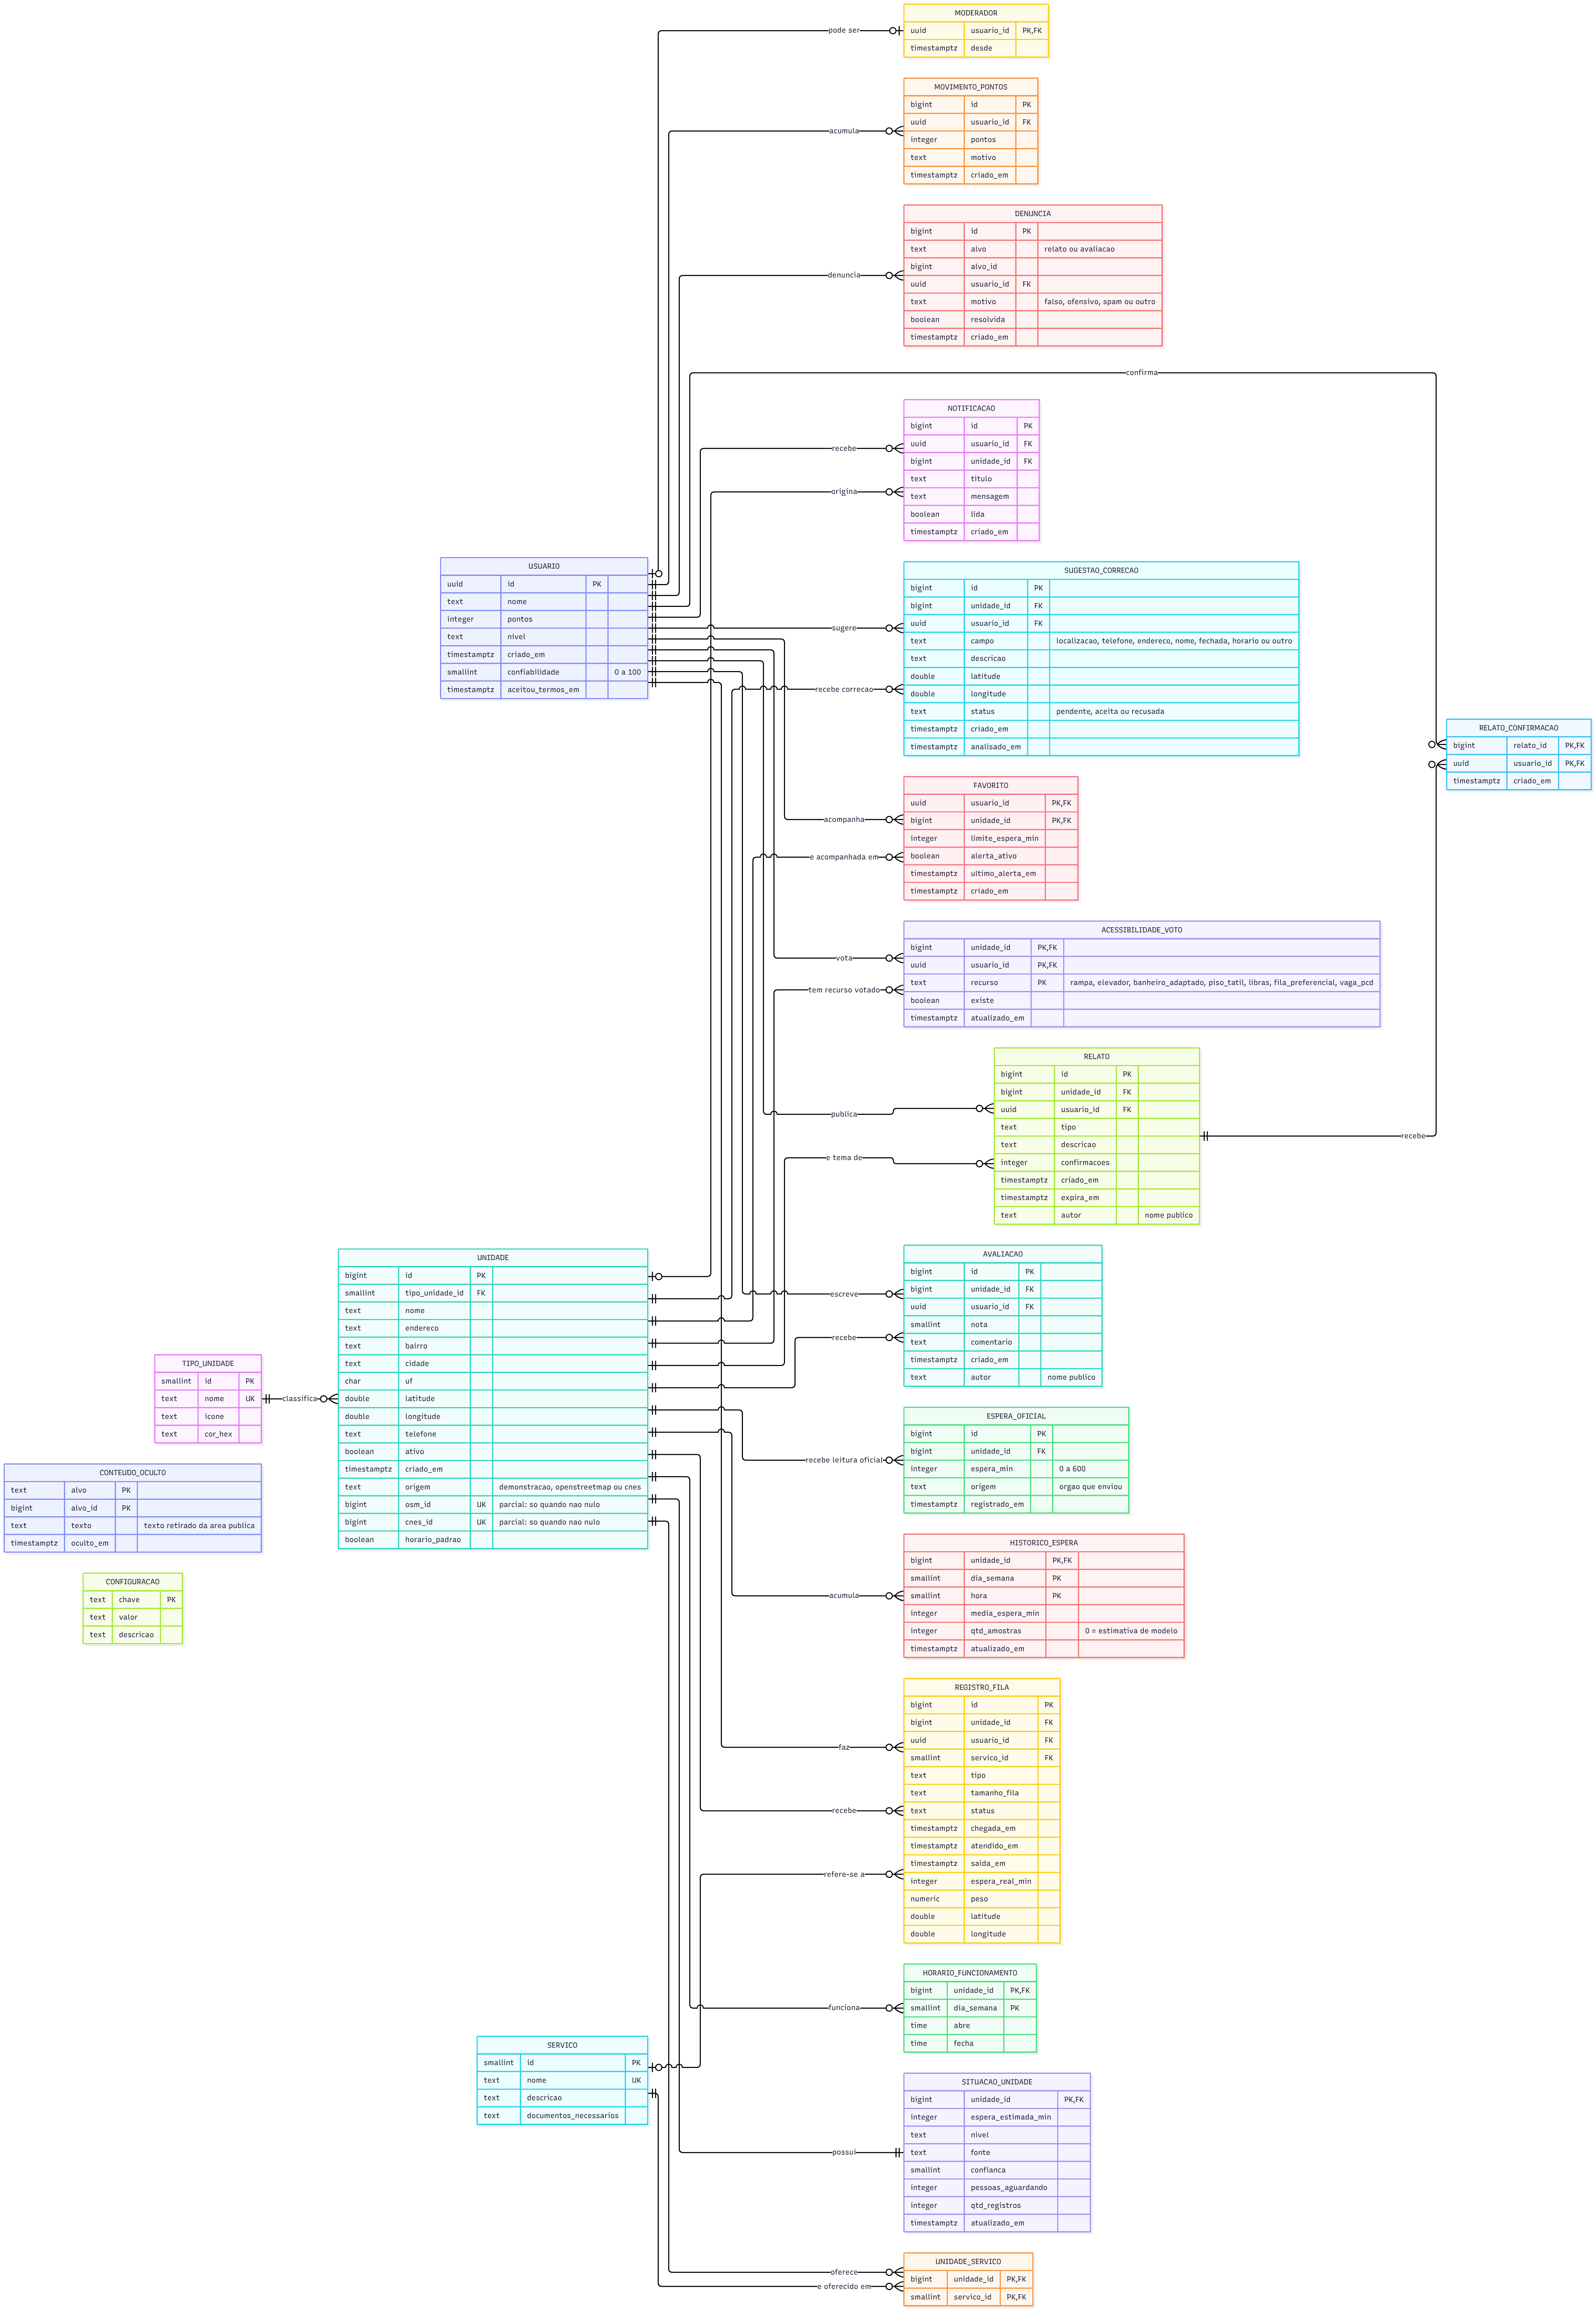 MODERADOR
uuid usuario_id PK,FK
timestamptz desde
pode ser
MOVIMENTO_PONTOS
bigint id PK
uuid usuario_id FK
integer pontos
text motivo
timestamptz criado_em
acumula
DENUNCIA
bigint id PK
text alvo relato ou avaliacao
bigint alvo_id
uuid usuario_id FK
text motivo falso, ofensivo, spam ou outro
boolean resolvida
timestamptz criado_em
denuncia
confirma
NOTIFICACAO
bigint id PK
uuid usuario_id FK
bigint unidade_id FK
text titulo
text mensagem
boolean lida
timestamptz criado_em
recebe
origina
USUARIO
uuid id PK
text nome
integer pontos
text nivel
timestamptz criado_em
smallint confiabilidade 0 a 100
timestamptz aceitou_termos_em
SUGESTAO_CORRECAO
bigint id PK
bigint unidade_id FK
uuid usuario_id FK
text campo localizacao, telefone, endereco, nome, fechada, horario ou outro
text descricao
double latitude
double longitude
text status pendente, aceita ou recusada
timestamptz criado_em
timestamptz analisado_em
sugere
recebe correcao
RELATO_CONFIRMACAO
bigint relato_id PK,FK
uuid usuario_id PK,FK
timestamptz criado_em
FAVORITO
uuid usuario_id PK,FK
bigint unidade_id PK,FK
integer limite_espera_min
boolean alerta_ativo
timestamptz ultimo_alerta_em
timestamptz criado_em
acompanha
e acompanhada em
ACESSIBILIDADE_VOTO
bigint unidade_id PK,FK
uuid usuario_id PK,FK
text recurso PK rampa, elevador, banheiro_adaptado, piso_tatil, libras, fila_preferencial, vaga_pcd
boolean existe
timestamptz atualizado_em
vota
tem recurso votado
RELATO
bigint id PK
bigint unidade_id FK
uuid usuario_id FK
text tipo
text descricao
integer confirmacoes
timestamptz criado_em
timestamptz expira_em
text autor nome publico
publica
recebe
e tema de
UNIDADE
bigint id PK
smallint tipo_unidade_id FK
text nome
text endereco
text bairro
text cidade
char uf
double latitude
double longitude
text telefone
boolean ativo
timestamptz criado_em
text origem demonstracao, openstreetmap ou cnes
bigint osm_id UK parcial: so quando nao nulo
bigint cnes_id UK parcial: so quando nao nulo
boolean horario_padrao
AVALIACAO
bigint id PK
bigint unidade_id FK
uuid usuario_id FK
smallint nota
text comentario
timestamptz criado_em
text autor nome publico
escreve
recebe
TIPO_UNIDADE
smallint id PK
text nome UK
text icone
text cor_hex
classifica
ESPERA_OFICIAL
bigint id PK
bigint unidade_id FK
integer espera_min 0 a 600
text origem orgao que enviou
timestamptz registrado_em
recebe leitura oficial
CONTEUDO_OCULTO
text alvo PK
bigint alvo_id PK
text texto texto retirado da area publica
timestamptz oculto_em
HISTORICO_ESPERA
bigint unidade_id PK,FK
smallint dia_semana PK
smallint hora PK
integer media_espera_min
integer qtd_amostras 0 = estimativa de modelo
timestamptz atualizado_em
acumula
CONFIGURACAO
text chave PK
text valor
text descricao
REGISTRO_FILA
bigint id PK
bigint unidade_id FK
uuid usuario_id FK
smallint servico_id FK
text tipo
text tamanho_fila
text status
timestamptz chegada_em
timestamptz atendido_em
timestamptz saida_em
integer espera_real_min
numeric peso
double latitude
double longitude
faz
recebe
refere-se a
HORARIO_FUNCIONAMENTO
bigint unidade_id PK,FK
smallint dia_semana PK
time abre
time fecha
funciona
SERVICO
smallint id PK
text nome UK
text descricao
text documentos_necessarios
SITUACAO_UNIDADE
bigint unidade_id PK,FK
integer espera_estimada_min
text nivel
text fonte
smallint confianca
integer pessoas_aguardando
integer qtd_registros
timestamptz atualizado_em
possui
UNIDADE_SERVICO
bigint unidade_id PK,FK
smallint servico_id PK,FK
oferece
e oferecido em